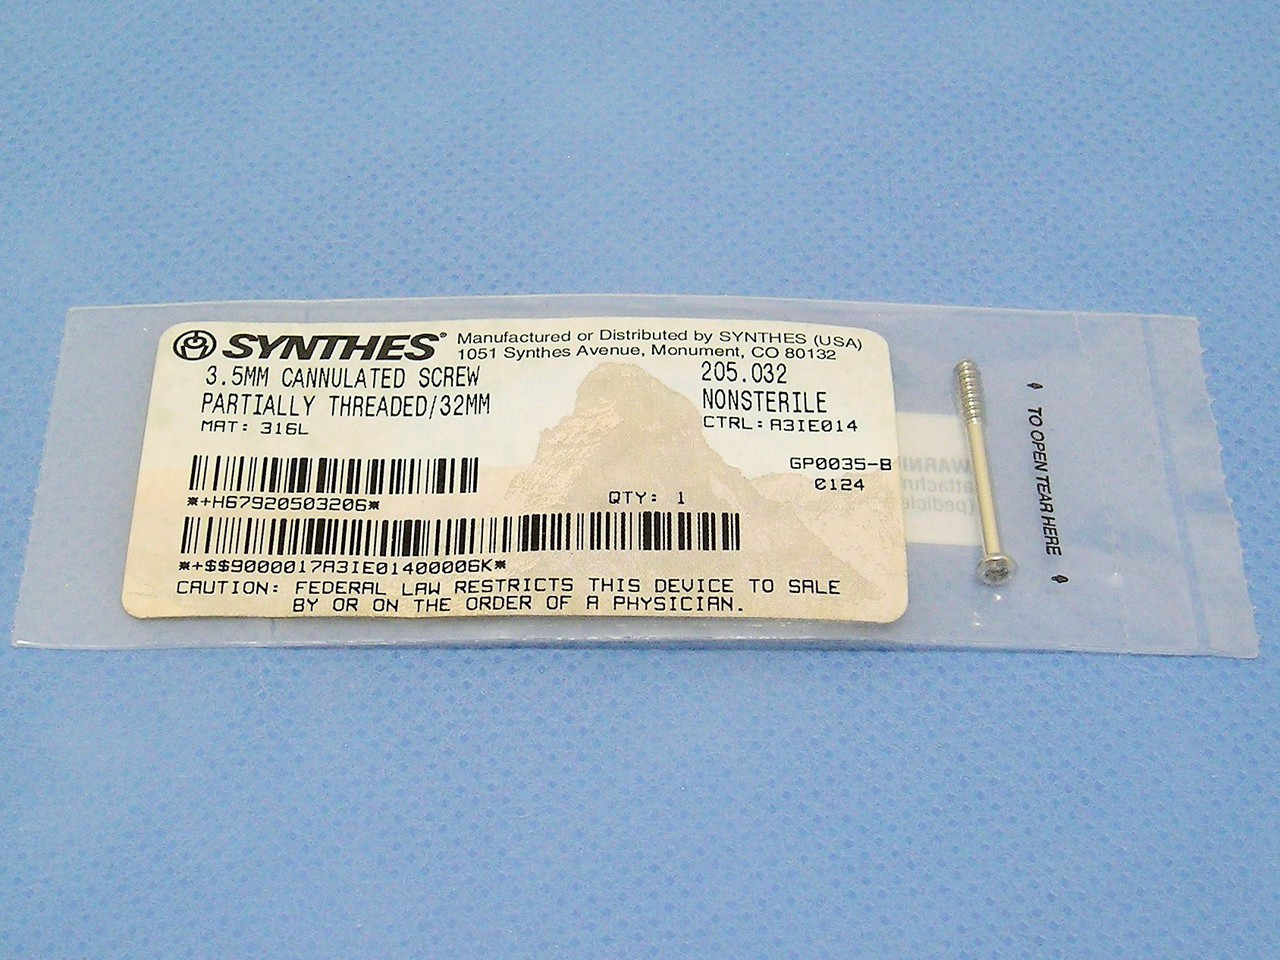 SYNTHES® Manufactured or Distributed by SYNTHES (USA)
1051 Synthes Avenue, Monument, CO 80132
3.5MM CANNULATED SCREW 205.032
PARTIALLY THREADED/32MM NONSTERILE
MAT: 316L CTRL: A3IE014
GP0035-B
0124
*+H67920503206* QTY: 1
*+$$9000017A3IE01400006K*
CAUTION: FEDERAL LAW RESTRICTS THIS DEVICE TO SALE
BY OR ON THE ORDER OF A PHYSICIAN.
TO OPEN TEAR HERE